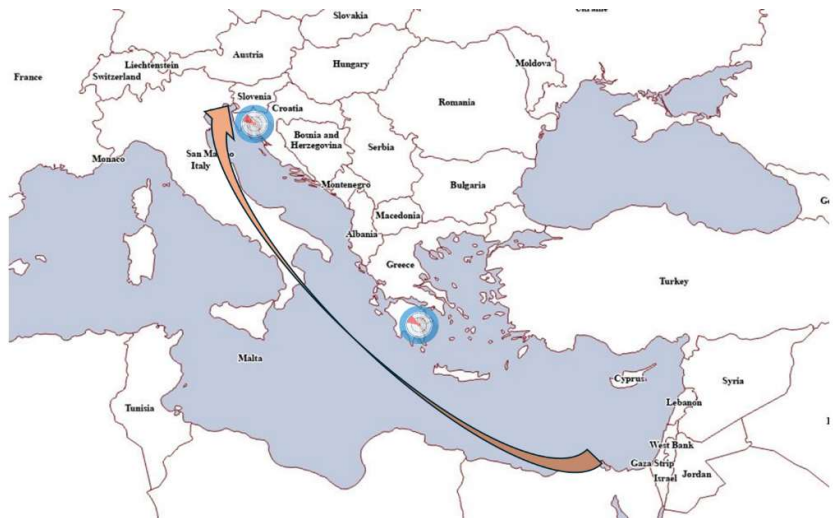 Slovakia
Austria
Liechtenstein
Switzerland
France
Hungary
Moldova
Slovenia
Croatia
Romania
Botnia and
Herzegovina
Serbia
Monaco
San Marino
Italy
Montenegro
Bulgaria
Macedonia
Albania
Greece
Turkey
Malta
Cyprus
Syria
Lebanon
Tunisia
West Bank
Gaza Strip
Israel
Jordan